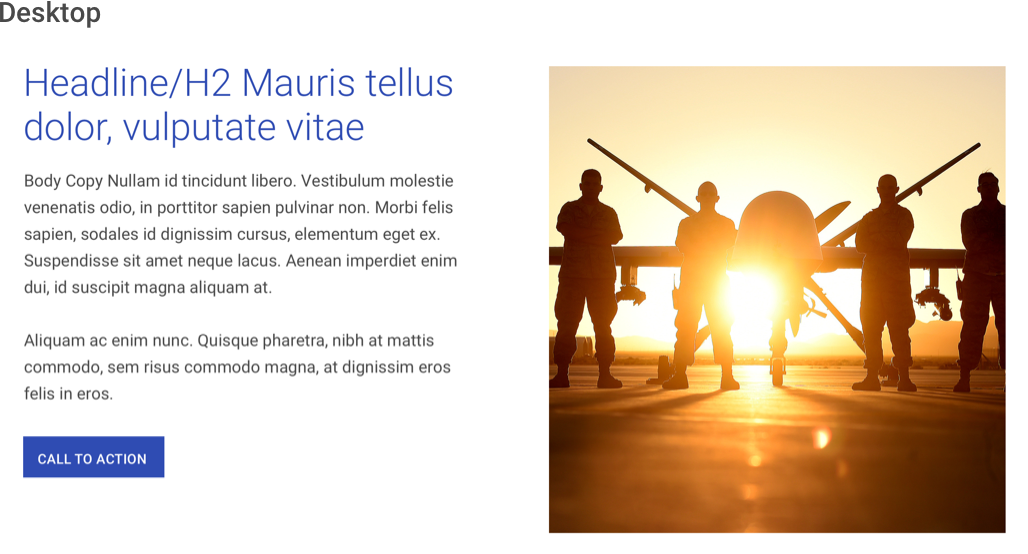 Desktop
Headline/H2 Mauris tellus
dolor, vulputate vitae
Body Copy Nullam id tincidunt libero. Vestibulum molestie
venenatis odio, in porttitor sapien pulvinar non. Morbi felis
sapien, sodales id dignissim cursus, elementum eget ex.
Suspendisse sit amet neque lacus. Aenean imperdiet enim
dui, id suscipit magna aliquam at.
Aliquam ac enim nunc. Quisque pharetra, nibh at mattis
commodo, sem risus commodo magna, at dignissim eros
felis in eros.
CALL TO ACTION